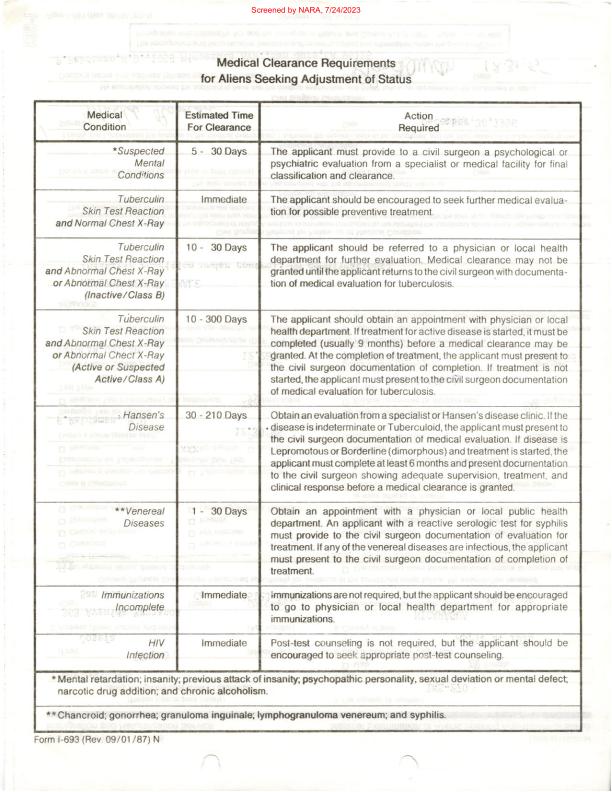 Screened by NARA, 7/24/2023
Medical Clearance Requirements
for Aliens Seeking Adjustment of Status
Medical
Condition
Estimated Time
For Clearance
Action
Required
*Suspected
Mental
Conditions
5 - 30 Days
The applicant must provide to a civil surgeon a psychological or
psychiatric evaluation from a specialist or medical facility for final
classification and clearance.
Tuberculin
Skin Test Reaction
and Normal Chest X-Ray
Immediate
The applicant should be encouraged to seek further medical evalua-
tion for possible preventive treatment.
Tuberculin
Skin Test Reaction
and Abnormal Chest X-Ray
or Abnormal Chest X-Ray
(Inactive/Class B)
10 - 30 Days
The applicant should be referred to a physician or local health
department for further evaluation. Medical clearance may not be
granted until the applicant returns to the civil surgeon with documenta-
tion of medical evaluation for tuberculosis.
Tuberculin
Skin Test Reaction
and Abnormal Chest X-Ray
or Abnormal Chect X-Ray
(Active or Suspected
Active/Class A)
10 - 300 Days
The applicant should obtain an appointment with physician or local
health department. If treatment for active disease is started, it must be
completed (usually 9 months) before a medical clearance may be
granted. At the completion of treatment, the applicant must present to
the civil surgeon documentation of completion. If treatment is not
started, the applicant must present to the civil surgeon documentation
of medical evaluation for tuberculosis.
Hansen's
Disease
30 - 210 Days
Obtain an evaluation from a specialist or Hansen's disease clinic. If the
disease is indeterminate or Tuberculoid, the applicant must present to
the civil surgeon documentation of medical evaluation. If disease is
Lepromotous or Borderline (dimorphous) and treatment is started, the
applicant must complete at least 6 months and present documentation
to the civil surgeon showing adequate supervision, treatment, and
clinical response before a medical clearance is granted.
**Venereal
Diseases
1 - 30 Days
Obtain an appointment with a physician or local public health
department. An applicant with a reactive serologic test for syphilis
must provide to the civil surgeon documentation of evaluation for
treatment. If any of the venereal diseases are infectious, the applicant
must present to the civil surgeon documentation of completion of
treatment.
Immunizations
Incomplete
Immediate
Immunizations are not required, but the applicant should be encouraged
to go to physician or local health department for appropriate
immunizations.
HIV
Infection
Immediate
Post-test counseling is not required, but the applicant should be
encouraged to seek appropriate post-test counseling.
*Mental retardation; insanity; previous attack of insanity; psychopathic personality, sexual deviation or mental defect;
narcotic drug addition; and chronic alcoholism.
**Chancroid; gonorrhea; granuloma inguinale; lymphogranuloma venereum; and syphilis.
Form I-693 (Rev. 09/01/87) N